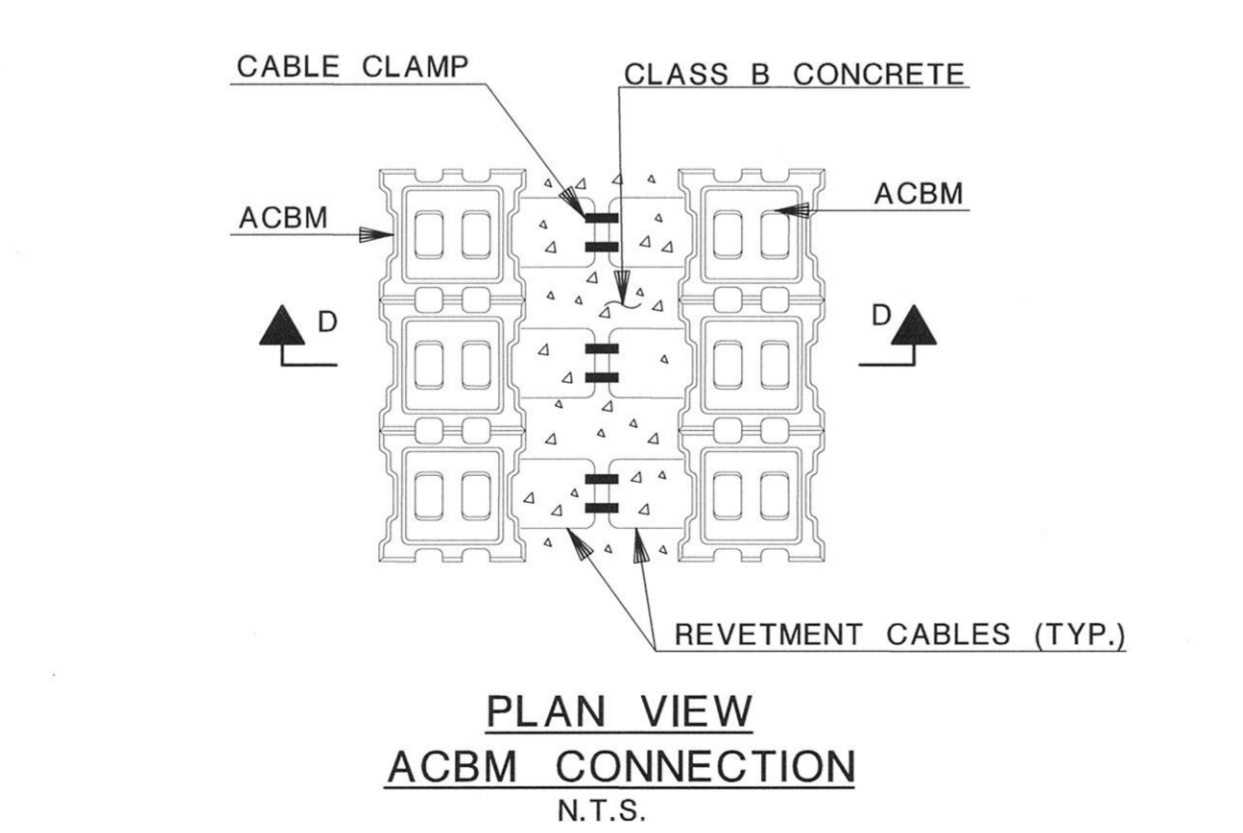 CABLE CLAMP
CLASS B CONCRETE
ACBM
ACBM
D
D
REVETMENT CABLES (TYP.)
PLAN VIEW
ACBM CONNECTION
N.T.S.